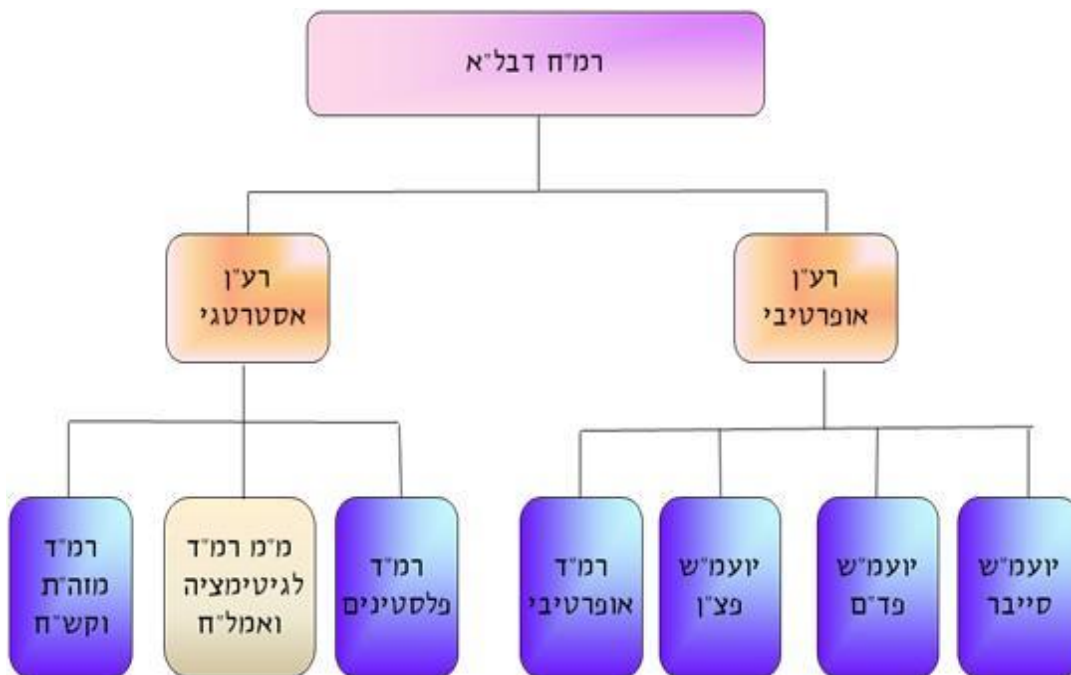 רמ״ח דבל״א
רע״ן
אופרטיבי
רע״ן
אסטרטגי
יועמ״ש
סייבר
יועמ״ש
פד״ם
יועמ״ש
פצ״ן
רמ״ד
אופרטיבי
רמ״ד
פלסטינים
מ״מ רמ״ד
לגיטימציה
ואמל״ח
רמ״ד
מזה״ת
וקש״ח